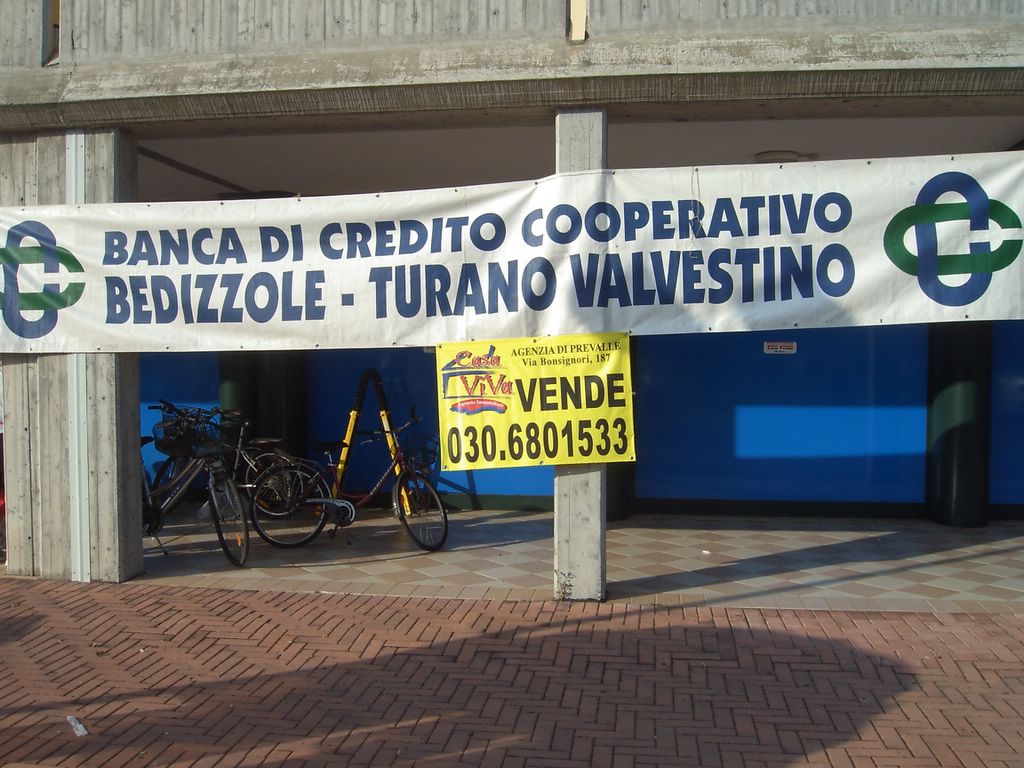 BANCA DI CREDITO COOPERATIVO
BEDIZZOLE - TURANO VALVESTINO
Casa
ViVa
AGENZIA DI PREVALLE
Via Bonsignori, 187
VENDE
030.6801533